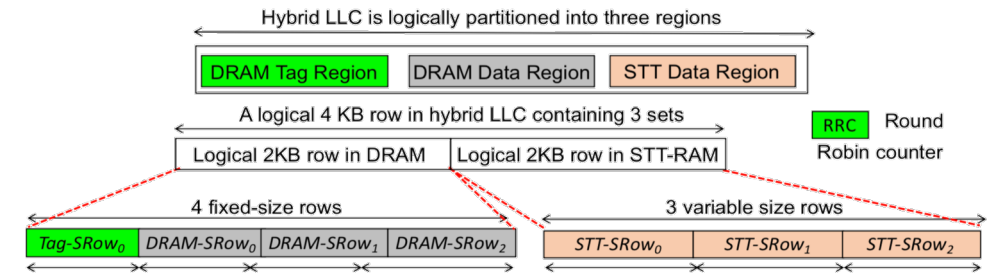 Hybrid LLC is logically partitioned into three regions
DRAM Tag Region DRAM Data Region STT Data Region
A logical 4 KB row in hybrid LLC containing 3 sets
RRC Round
Robin counter
Logical 2KB row in DRAM Logical 2KB row in STT-RAM
4 fixed-size rows 3 variable size rows
Tag-SRow0 DRAM-SRow0 DRAM-SRow1 DRAM-SRow2 STT-SRow0 STT-SRow1 STT-SRow2